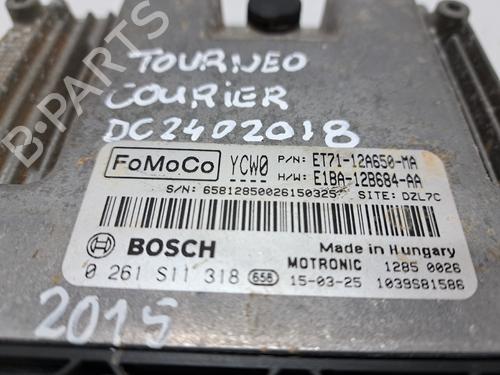 TOURNEO
COURIER
DC2402018
FoMoCo YCW0 P/N: ET71-12A650-MA
H/W: E1BA-12B684-AA
S/N: 65812850026150325 SITE: DZL7C
BOSCH Made in Hungary
MOTRONIC 1285 0026
0 261 S11 318 658 15-03-25 1039S81586
2015
B-PARTS